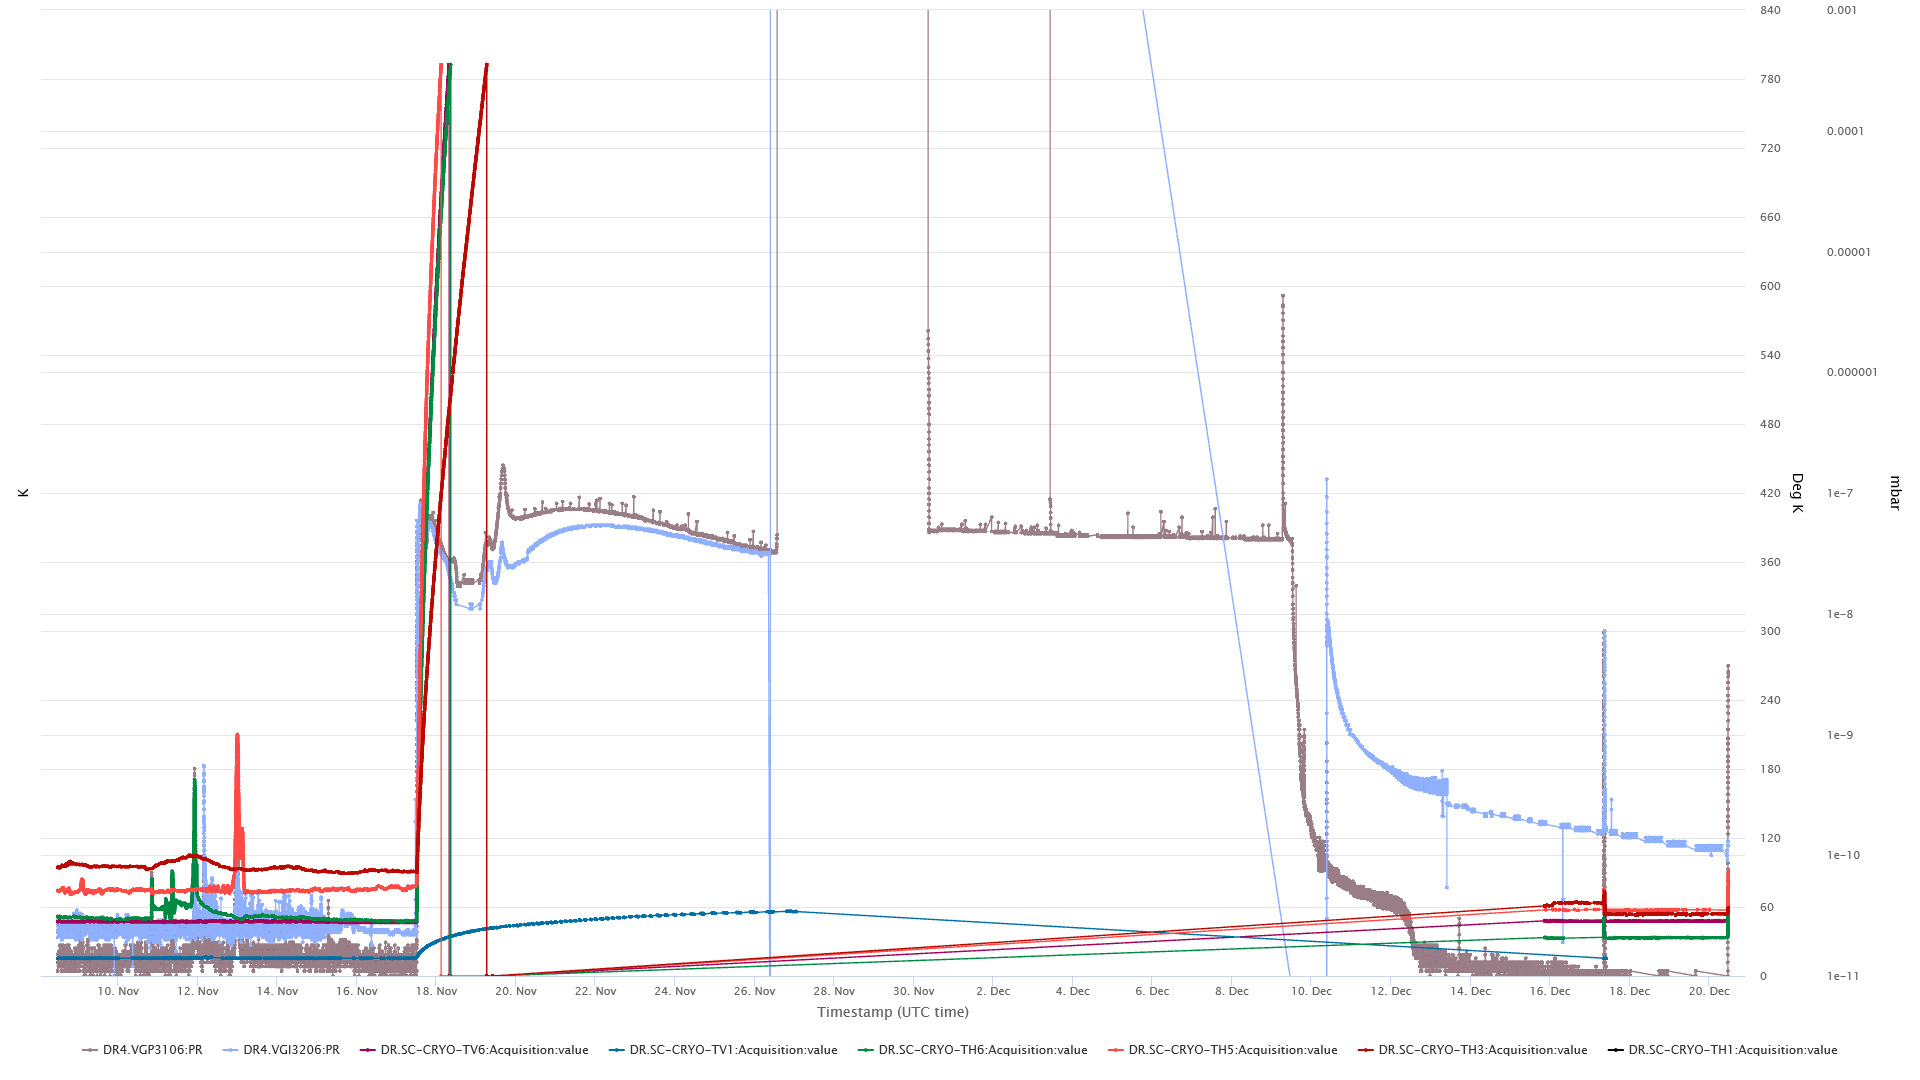 840 0.001
780
0.0001
720
660
0.00001
600
540
0.000001
480
K Deg K mbar
420 1e-7
360
1e-8
300
240
1e-9
180
120
1e-10
60
0 1e-11
10. Nov 12. Nov 14. Nov 16. Nov 18. Nov 20. Nov 22. Nov 24. Nov 26. Nov 28. Nov 30. Nov 2. Dec 4. Dec 6. Dec 8. Dec 10. Dec 12. Dec 14. Dec 16. Dec 18. Dec 20. Dec
Timestamp (UTC time)
DR4.VGP3106:PR DR4.VGI3206:PR DR.SC-CRYO-TV6:Acquisition:value DR.SC-CRYO-TV1:Acquisition:value DR.SC-CRYO-TH6:Acquisition:value DR.SC-CRYO-TH5:Acquisition:value DR.SC-CRYO-TH3:Acquisition:value DR.SC-CRYO-TH1:Acquisition:value